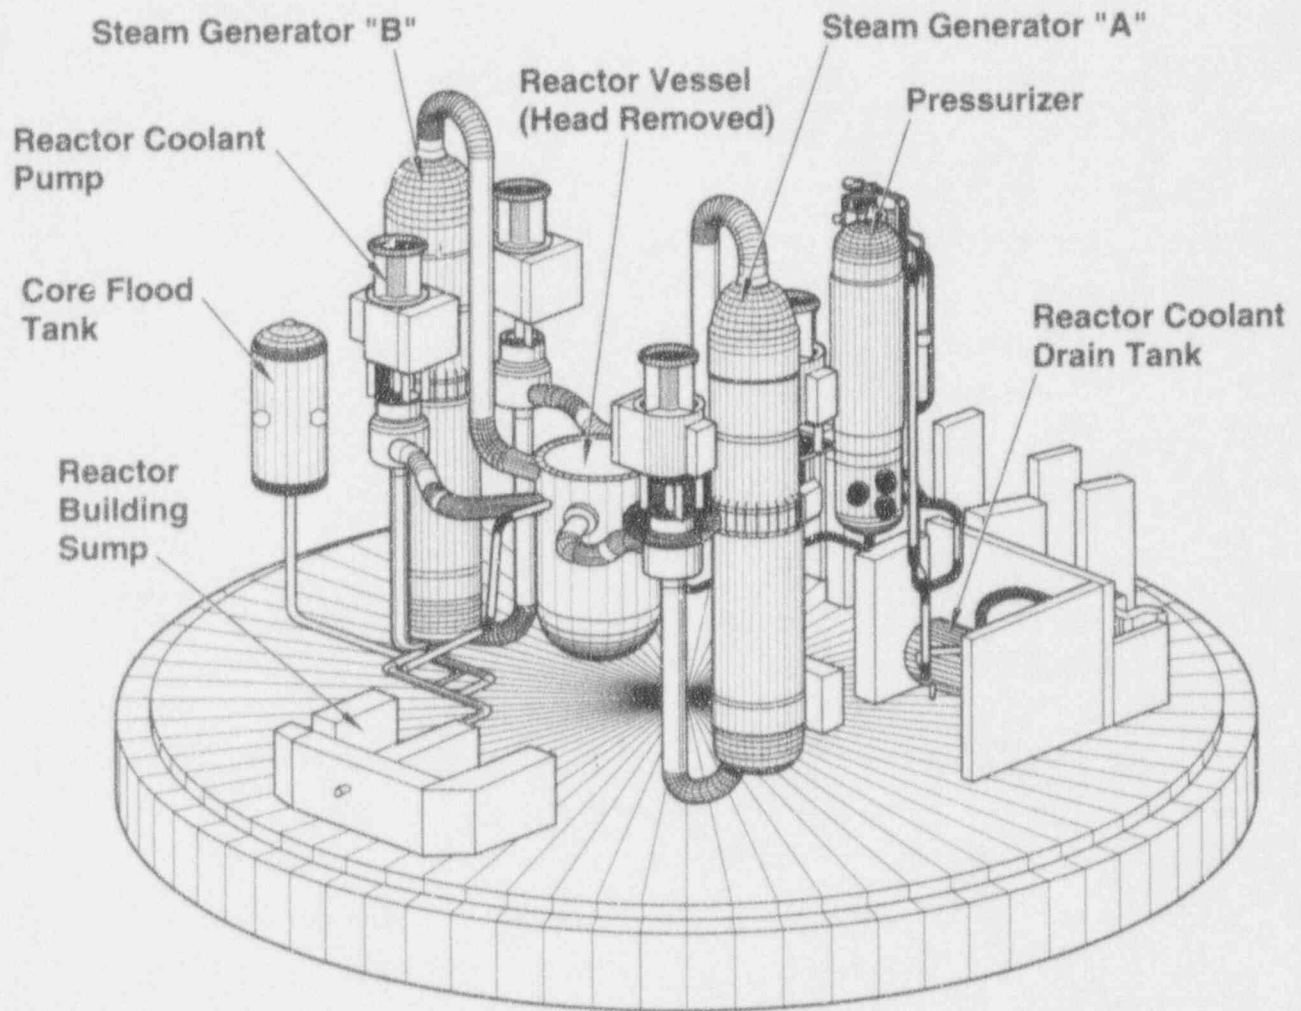 Steam Generator "B"
Steam Generator "A"
Reactor Vessel
(Head Removed)
Pressurizer
Reactor Coolant
Pump
Core Flood
Tank
Reactor Coolant
Drain Tank
Reactor
Building
Sump